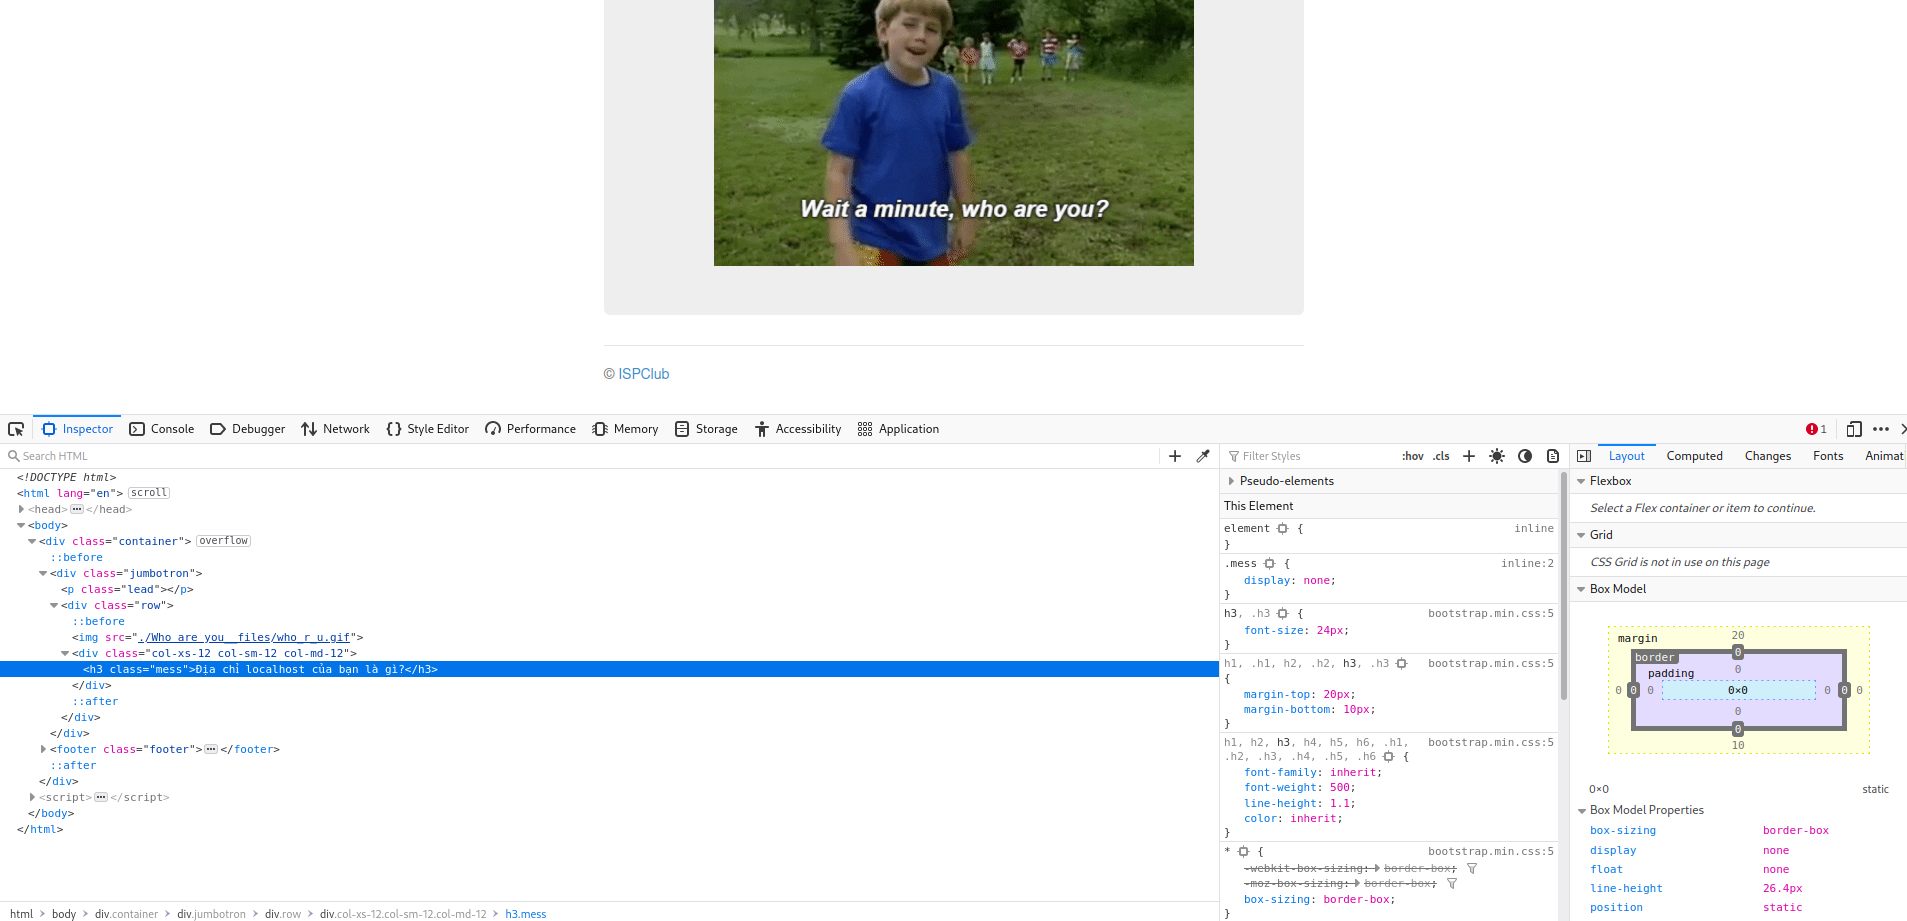 Wait a minute, who are you?
© ISPClub
Inspector Console Debugger Network Style Editor Performance Memory Storage Accessibility Application 1
Search HTML
<!DOCTYPE html>
<html lang="en"> scroll
<head> </head>
<body>
<div class="container"> overflow
::before
<div class="jumbotron">
<p class="lead"></p>
<div class="row">
::before
<img src="./Who are you__files/who_r_u.gif">
<div class="col-xs-12 col-sm-12 col-md-12">
<h3 class="mess">Địa chỉ localhost của bạn là gì?</h3>
</div>
::after
</div>
</div>
<footer class="footer"> </footer>
::after
</div>
<script> </script>
</body>
</html>
html > body > div.container > div.jumbotron > div.row > div.col-xs-12.col-sm-12.col-md-12 > h3.mess
Filter Styles :hov .cls
Pseudo-elements
This Element
element { inline
}
.mess { inline:2
display: none;
}
h3, .h3 { bootstrap.min.css:5
font-size: 24px;
}
h1, .h1, h2, .h2, h3, .h3 bootstrap.min.css:5
{
margin-top: 20px;
margin-bottom: 10px;
}
h1, h2, h3, h4, h5, h6, .h1, bootstrap.min.css:5
.h2, .h3, .h4, .h5, .h6 {
font-family: inherit;
font-weight: 500;
line-height: 1.1;
color: inherit;
}
* { bootstrap.min.css:5
-webkit-box-sizing: border-box;
-moz-box-sizing: border-box;
box-sizing: border-box;
}
Layout Computed Changes Fonts Animat
Flexbox
Select a Flex container or item to continue.
Grid
CSS Grid is not in use on this page
Box Model
margin 20
border 0
padding 0
0 0 0 0×0 0 0 0
0
0
10
0×0 static
Box Model Properties
box-sizing border-box
display none
float none
line-height 26.4px
position static